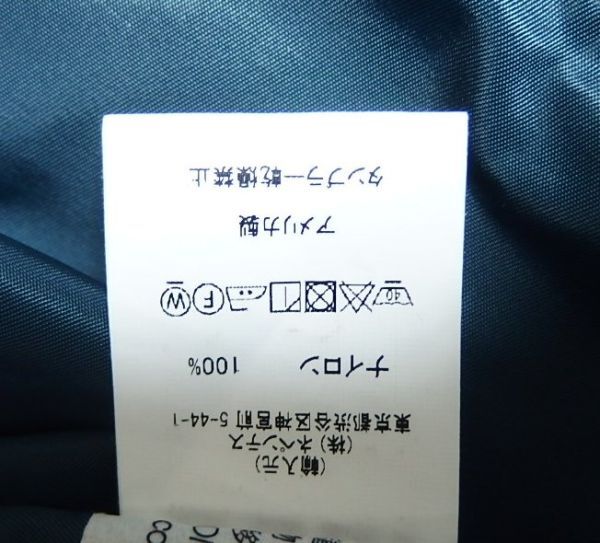 (輸入元)
(株) ネペンテス
東京都渋谷区神宮前 5-44-1
ナイロン 100%
40 F W
アメリカ製
タンブラー乾燥禁止